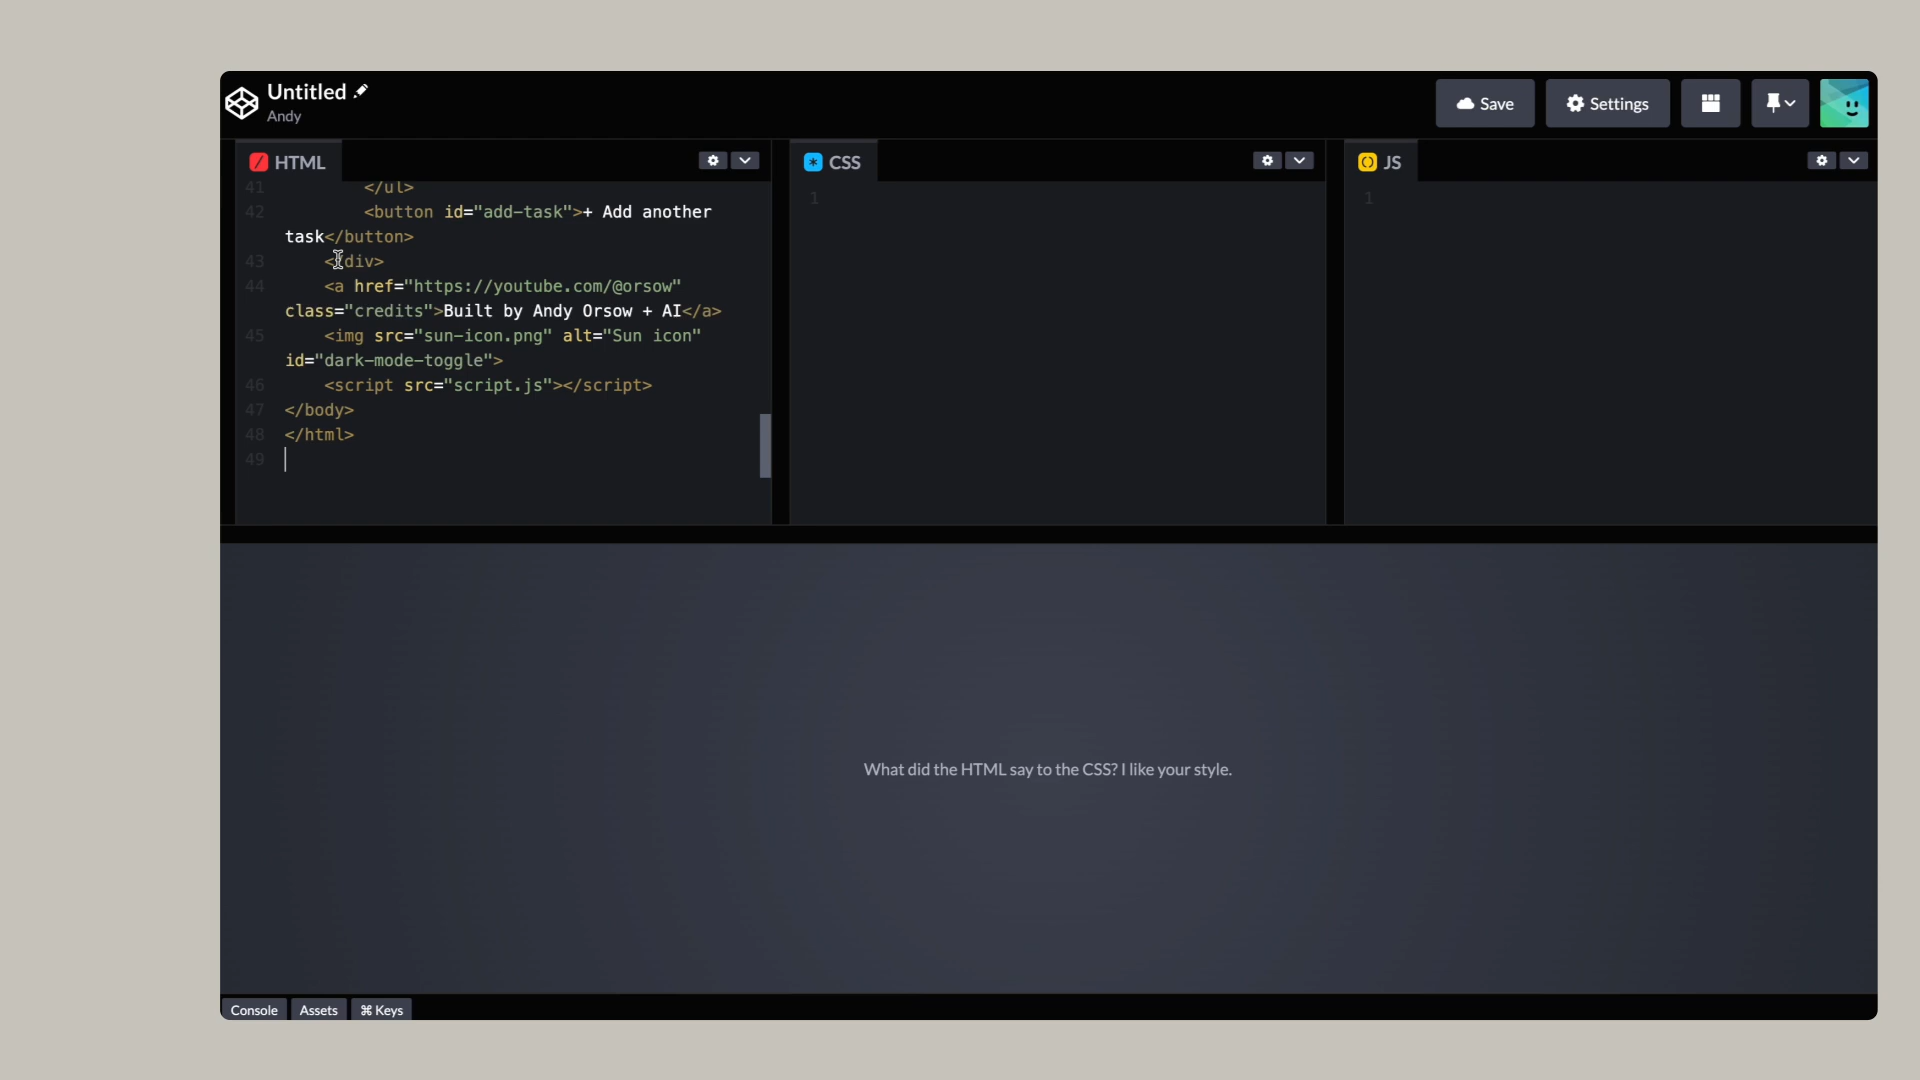 Untitled
Andy
Save
Settings
HTML
CSS
JS
41 </ul>
42 <button id="add-task">+ Add another
task</button>
43 </div>
44 <a href="https://youtube.com/@orsow"
class="credits">Built by Andy Orsow + AI</a>
45 <img src="sun-icon.png" alt="Sun icon"
id="dark-mode-toggle">
46 <script src="script.js"></script>
47 </body>
48 </html>
49
1
1
What did the HTML say to the CSS? I like your style.
Console
Assets
⌘ Keys